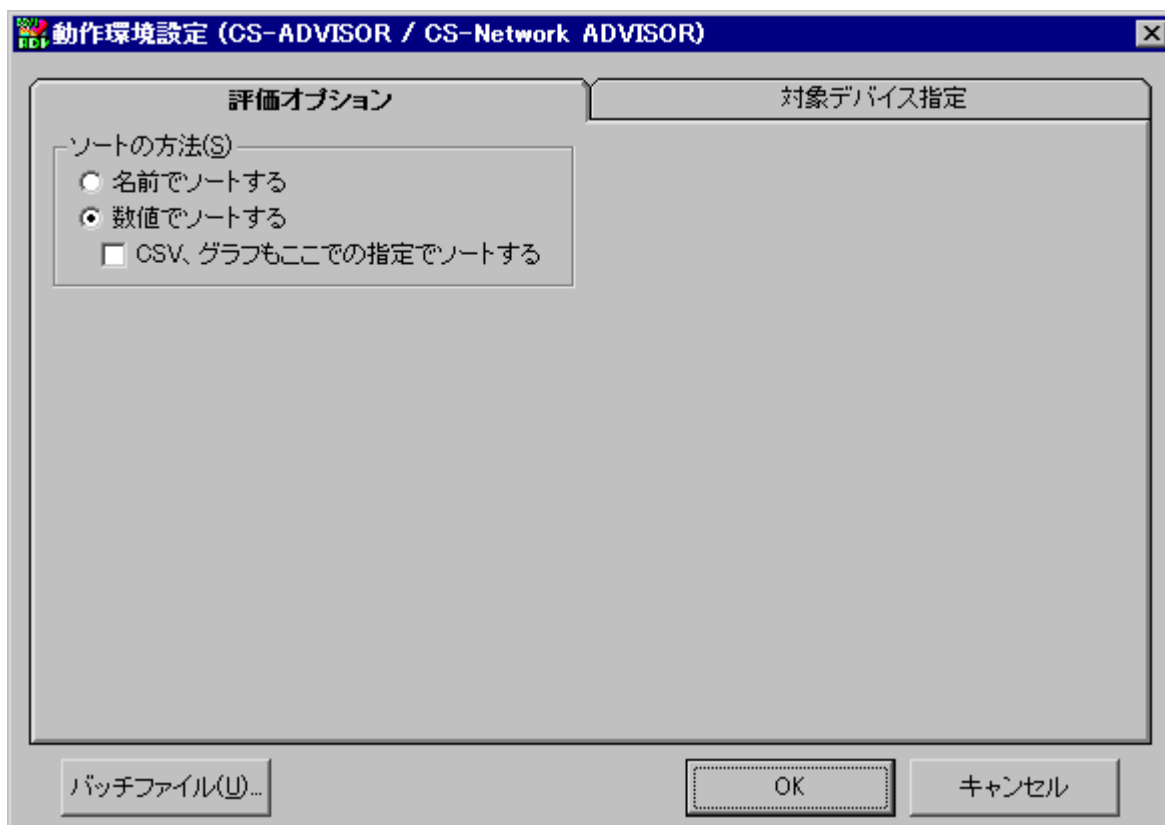 動作環境設定 (CS-ADVISOR / CS-Network ADVISOR)
評価オプション
対象デバイス指定
ソートの方法(S)
名前でソートする
数値でソートする
CSV、グラフもここでの指定でソートする
バッチファイル(U)...
OK
キャンセル